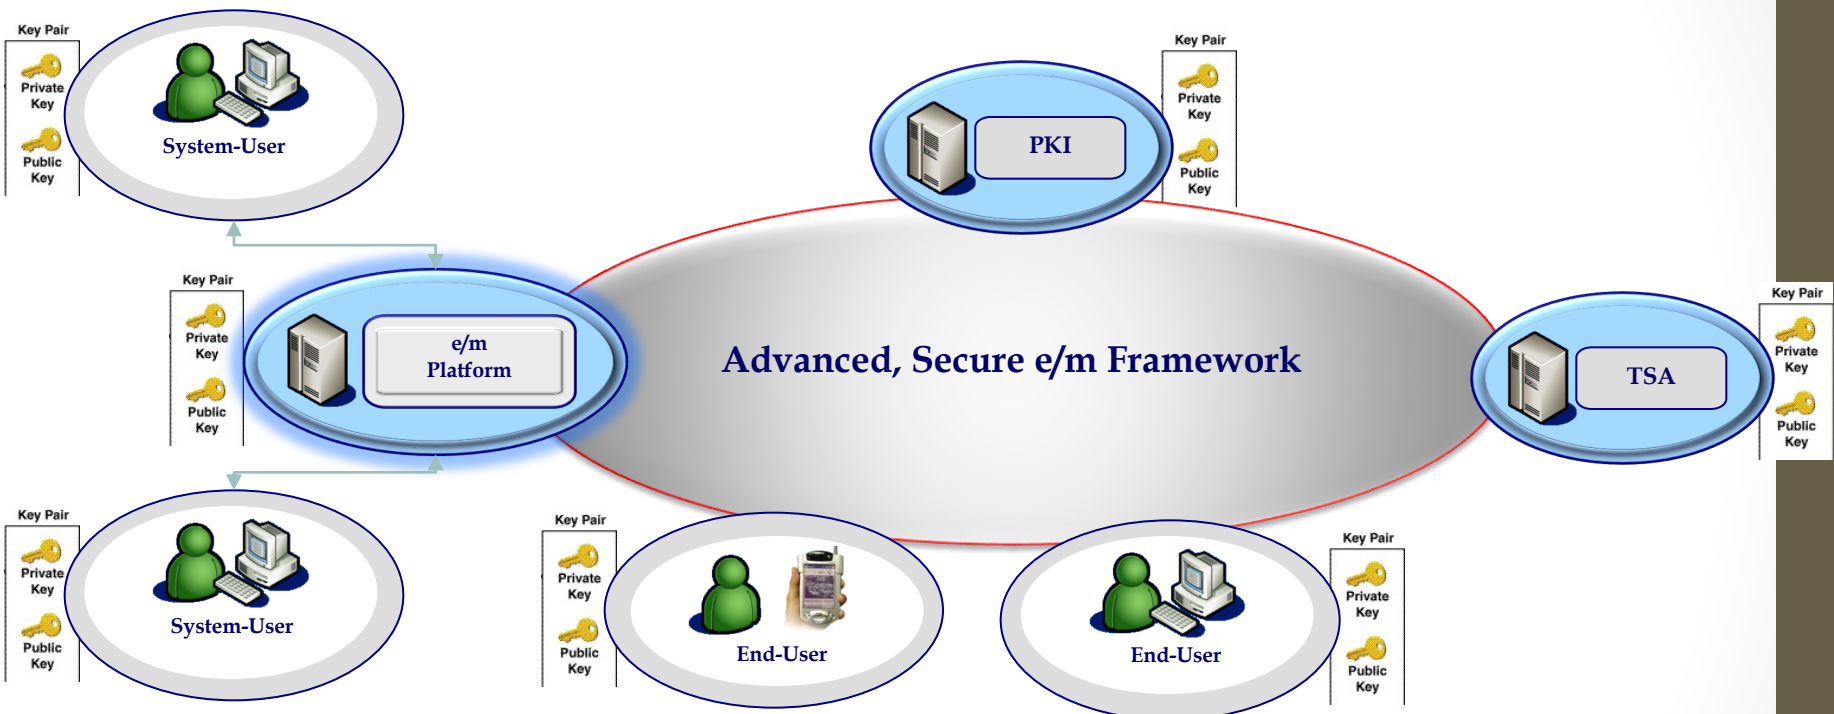 Key Pair
Private
Key
Public
Key
System-User
Key Pair
Private
Key
Public
Key
PKI
Key Pair
Private
Key
Public
Key
e/m
Platform
Advanced, Secure e/m Framework
TSA
Key Pair
Private
Key
Public
Key
Key Pair
Private
Key
Public
Key
System-User
Key Pair
Private
Key
Public
Key
End-User
End-User
Key Pair
Private
Key
Public
Key